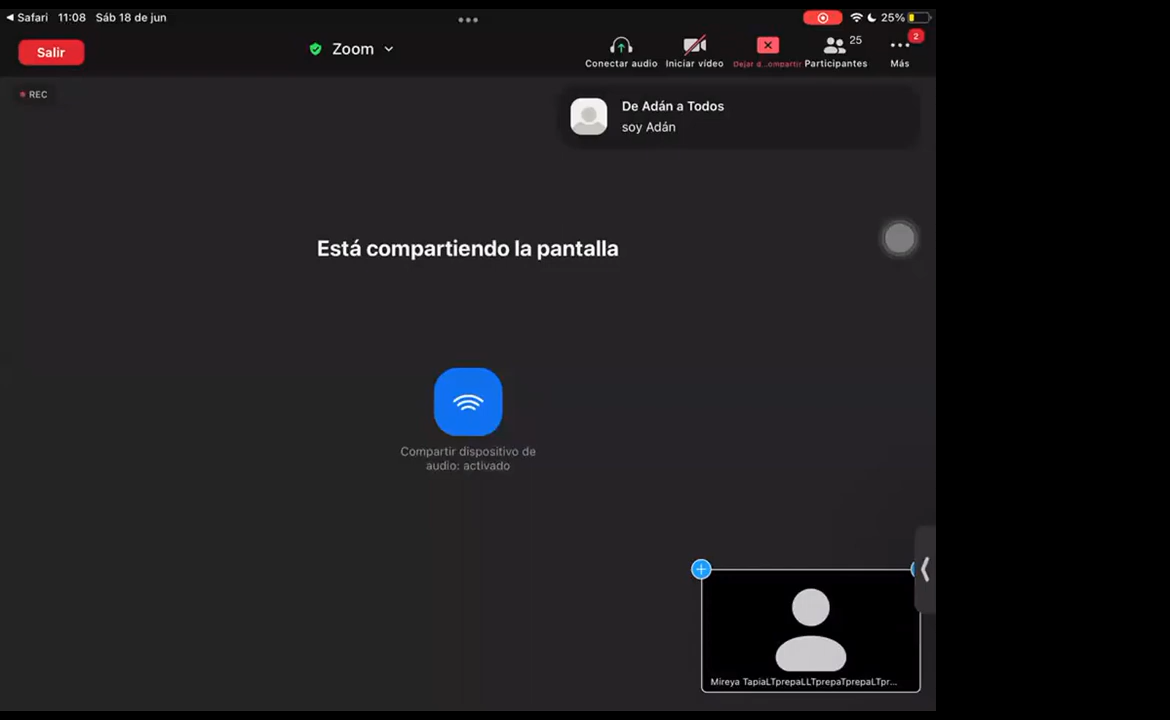 Safari 11:08 Sáb 18 de jun
25%
Salir
Zoom
Conectar audio
Iniciar vídeo
Dejar d...ompartir
25
Participantes
2
Más
REC
De Adán a Todos
soy Adán
Está compartiendo la pantalla
Compartir dispositivo de
audio: activado
Mireya TapiaLTprepaLLTprepaTprepaLTpr...